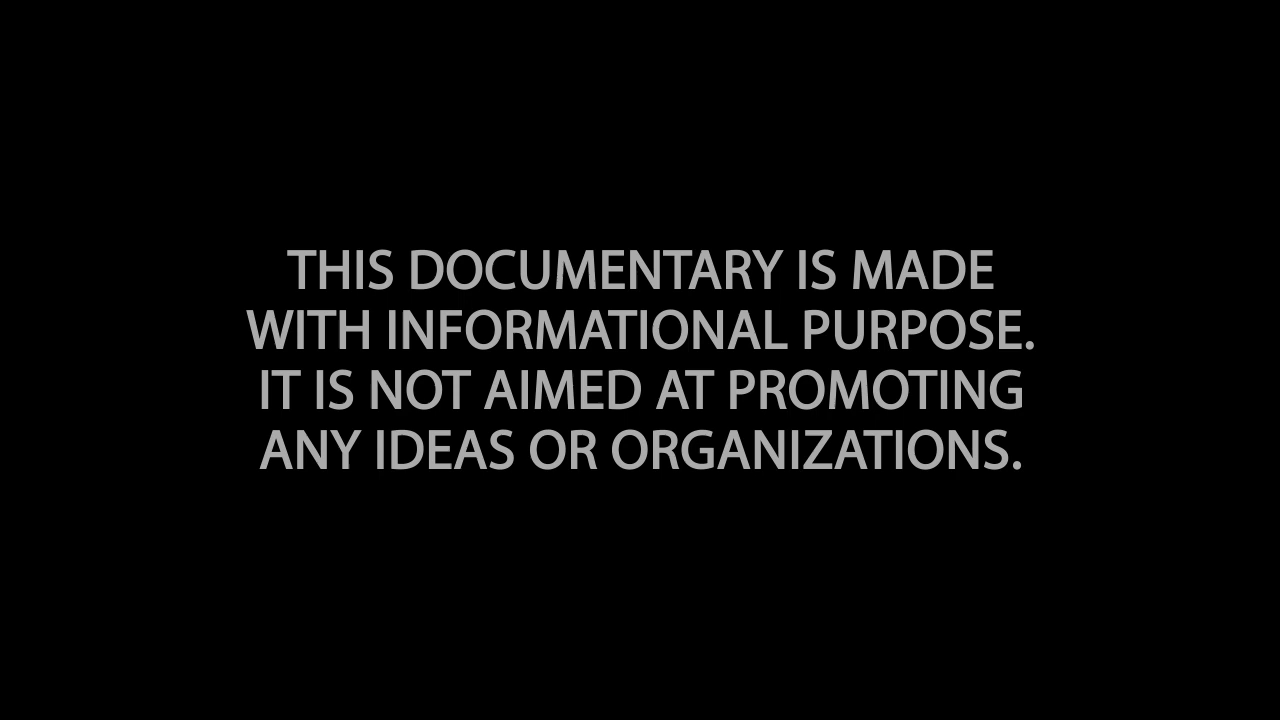 THIS DOCUMENTARY IS MADE
WITH INFORMATIONAL PURPOSE.
IT IS NOT AIMED AT PROMOTING
ANY IDEAS OR ORGANIZATIONS.